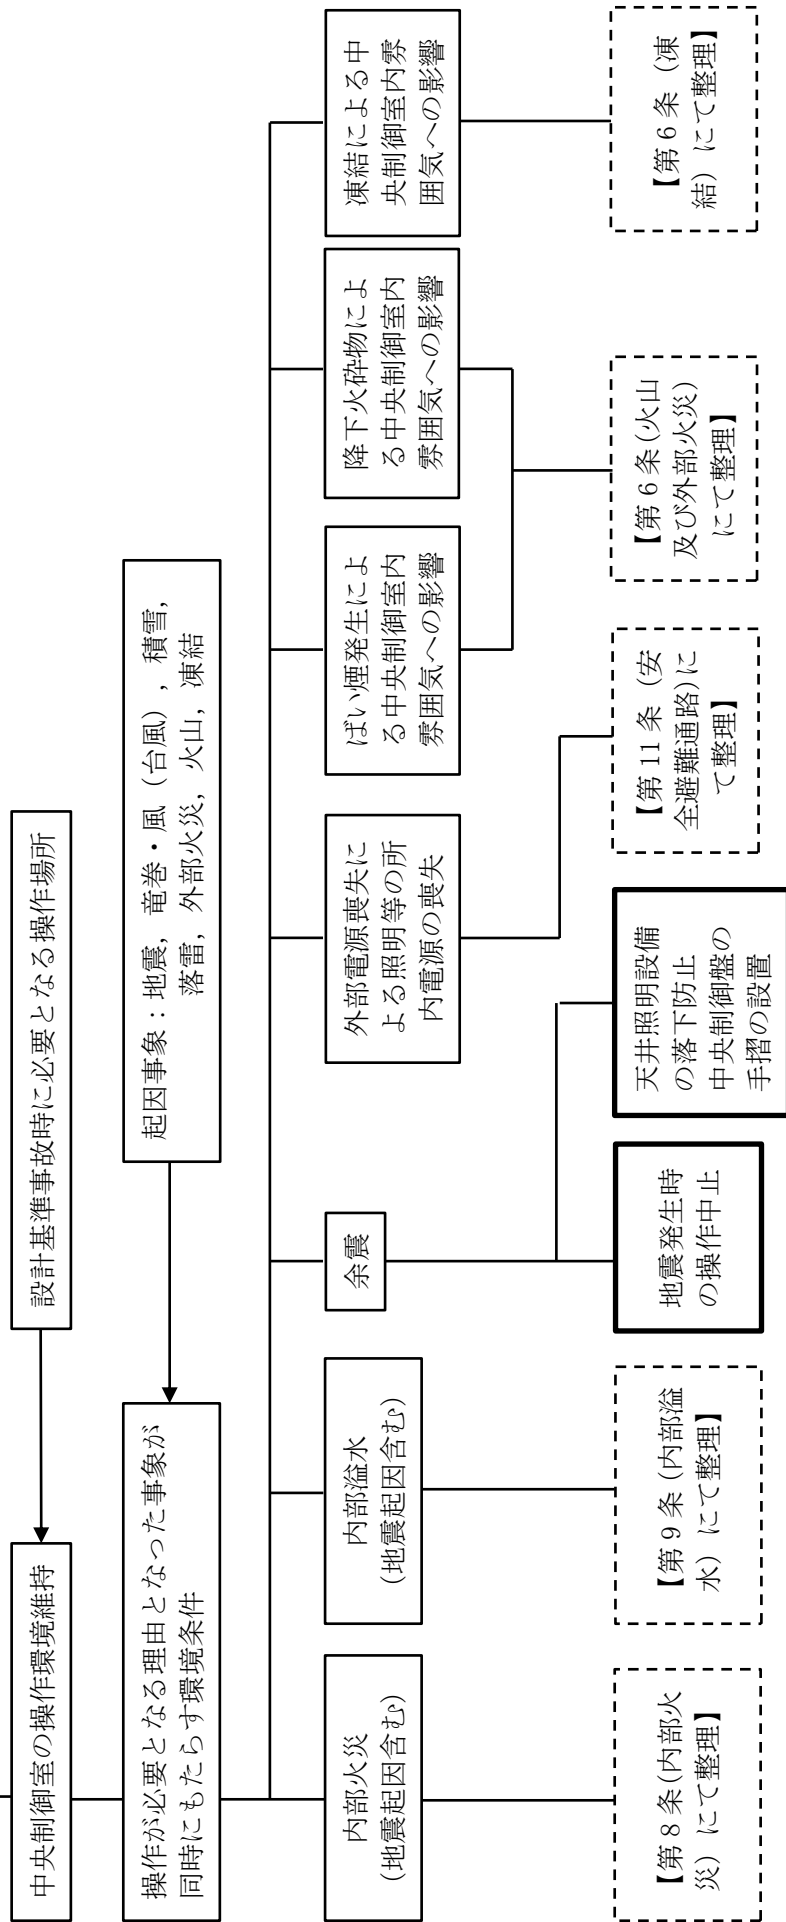 中央制御室の操作環境維持
設計基準事故時に必要となる操作場所
操作が必要となる理由となった事象が
同時にもたらす環境条件
起因事象：地震，竜巻・風（台風），積雪，
落雷，外部火災，火山，凍結
内部火災
(地震起因含む)
内部溢水
(地震起因含む)
余震
外部電源喪失に
よる照明等の所
内電源の喪失
ばい煙発生によ
る中央制御室内
雰囲気への影響
降下火砕物によ
る中央制御室内
雰囲気への影響
凍結による中
央制御室内雰
囲気への影響
【第8条(内部火
災）にて整理】
【第9条（内部溢
水）にて整理】
地震発生時
の操作中止
天井照明設備
の落下防止
中央制御盤の
手摺の設置
【第11条（安
全避難通路)に
て整理】
【第6条(火山
及び外部火災)
にて整理】
【第6条（凍
結）にて整理】